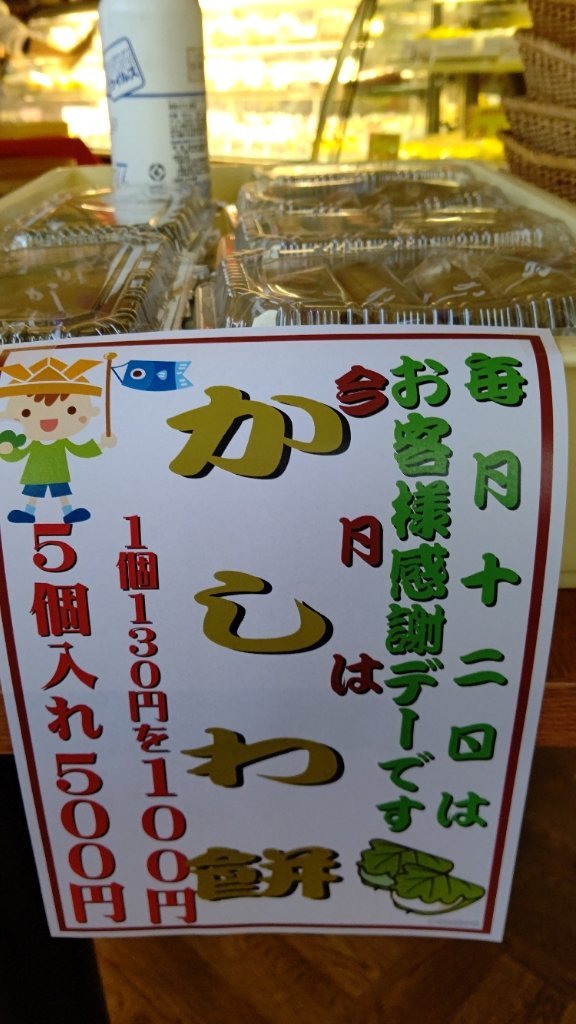 毎月十二日は
お客様感謝デーです
今月は
かしわ餅
1個130円を100円
5個入れ500円